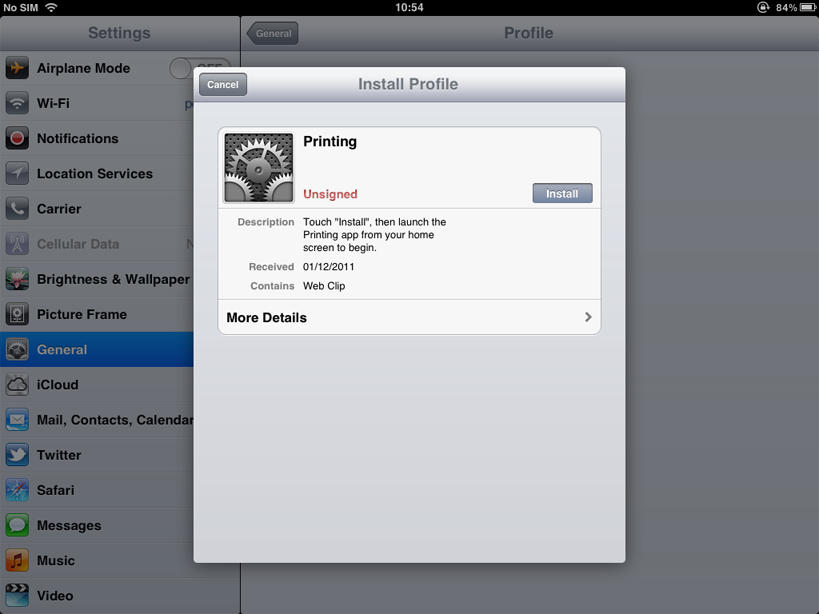 No SIM
10:54
84%
Settings
General
Profile
Airplane Mode
OFF
Wi-Fi
p
Notifications
Location Services
Carrier
Cellular Data
N
Brightness & Wallpaper
Picture Frame
General
iCloud
Mail, Contacts, Calendar
Twitter
Safari
Messages
Music
Video
Cancel
Install Profile
Printing
Unsigned
Install
Description Touch "Install", then launch the
Printing app from your home
screen to begin.
Received 01/12/2011
Contains Web Clip
More Details